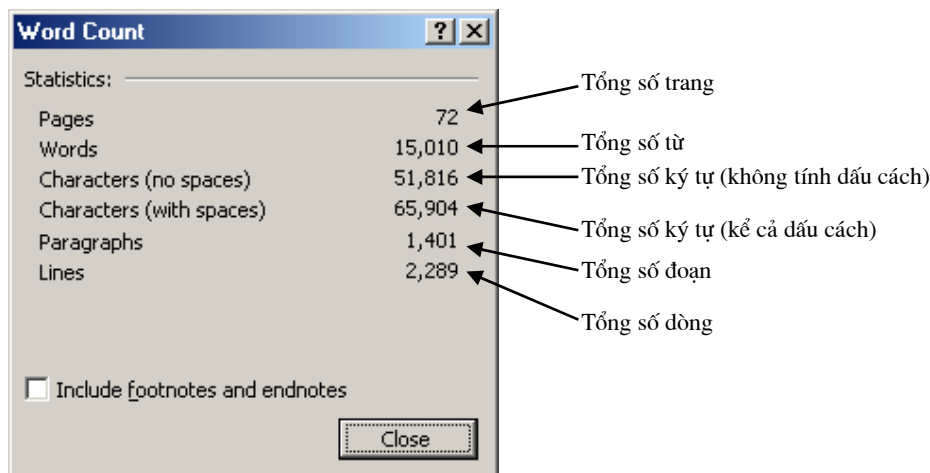 Word Count
Statistics:
Pages 72 Tổng số trang
Words 15,010 Tổng số từ
Characters (no spaces) 51,816 Tổng số ký tự (không tính dấu cách)
Characters (with spaces) 65,904 Tổng số ký tự (kể cả dấu cách)
Paragraphs 1,401 Tổng số đoạn
Lines 2,289 Tổng số dòng
Include footnotes and endnotes
Close